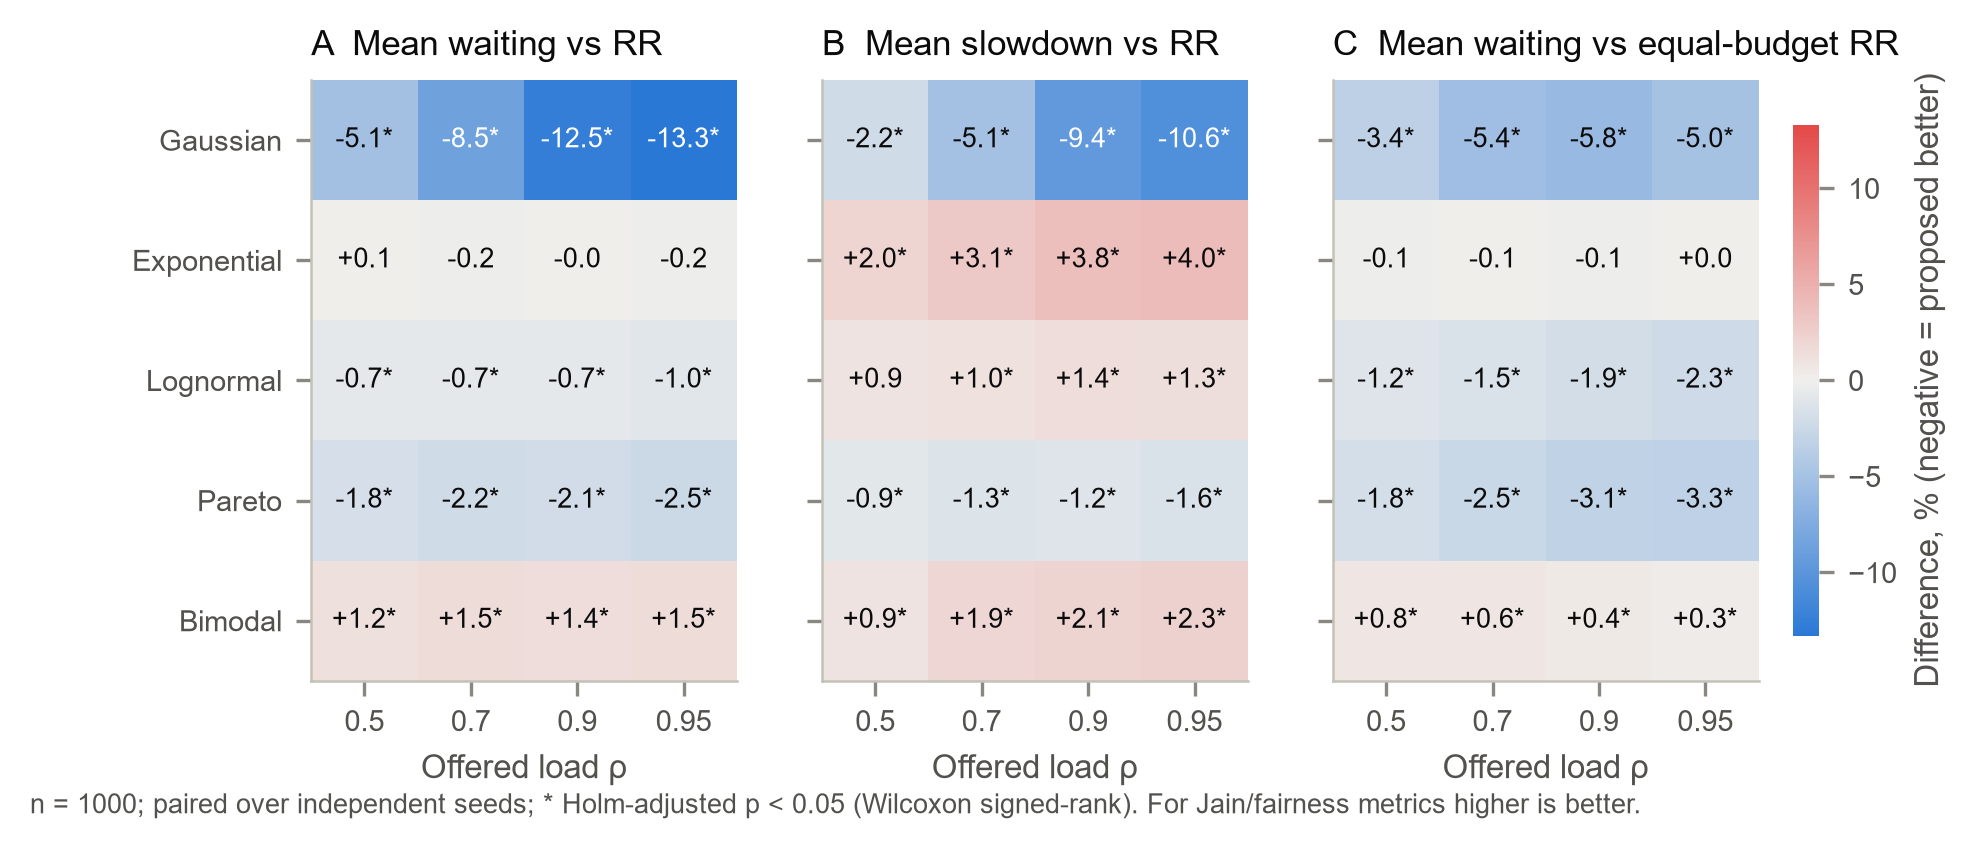 A Mean waiting vs RR
B Mean slowdown vs RR
C Mean waiting vs equal-budget RR
Gaussian -5.1* -8.5* -12.5* -13.3* -2.2* -5.1* -9.4* -10.6* -3.4* -5.4* -5.8* -5.0*
Exponential +0.1 -0.2 -0.0 -0.2 +2.0* +3.1* +3.8* +4.0* -0.1 -0.1 -0.1 +0.0
Lognormal -0.7* -0.7* -0.7* -1.0* +0.9 +1.0* +1.4* +1.3* -1.2* -1.5* -1.9* -2.3*
Pareto -1.8* -2.2* -2.1* -2.5* -0.9* -1.3* -1.2* -1.6* -1.8* -2.5* -3.1* -3.3*
Bimodal +1.2* +1.5* +1.4* +1.5* +0.9* +1.9* +2.1* +2.3* +0.8* +0.6* +0.4* +0.3*
0.5 0.7 0.9 0.95 0.5 0.7 0.9 0.95 0.5 0.7 0.9 0.95
Offered load ρ Offered load ρ Offered load ρ
10
5
0
−5
−10
Difference, % (negative = proposed better)
n = 1000; paired over independent seeds; * Holm-adjusted p < 0.05 (Wilcoxon signed-rank). For Jain/fairness metrics higher is better.